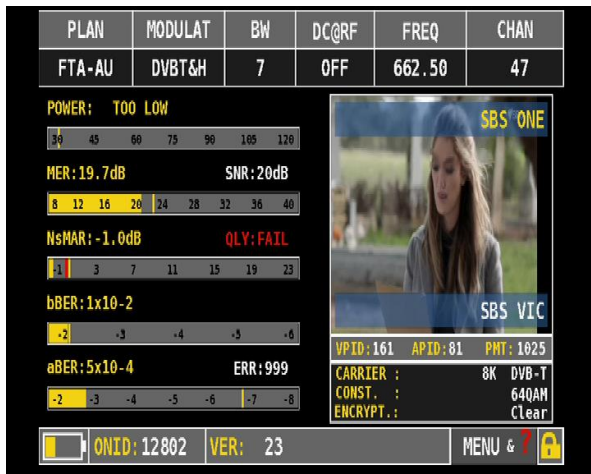 PLAN MODULAT BW DC@RF FREQ CHAN
FTA-AU DVBT&H 7 OFF 662.50 47
POWER: TOO LOW
30 45 60 75 90 105 120
MER:19.7dB SNR:20dB
8 12 16 20 24 28 32 36 40
NsMAR:-1.0dB QLY:FAIL
-1 3 7 11 15 19 23
bBER:1x10-2
-2 -3 -4 -5 -6
aBER:5x10-4 ERR:999
-2 -3 -4 -5 -6 -7 -8
SBS ONE
SBS VIC
VPID:161 APID:81 PMT:1025
CARRIER : 8K DVB-T
CONST. : 64QAM
ENCRYPT.: Clear
ONID:12802 VER: 23 MENU & ?